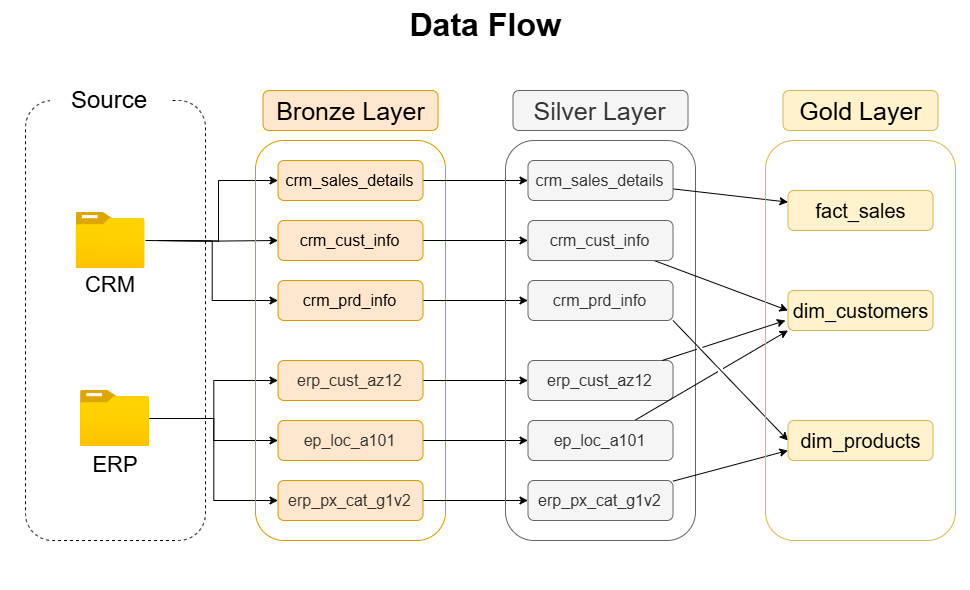 Data Flow
Source
Bronze Layer
Silver Layer
Gold Layer
CRM
ERP
crm_sales_details
crm_cust_info
crm_prd_info
erp_cust_az12
ep_loc_a101
erp_px_cat_g1v2
crm_sales_details
crm_cust_info
crm_prd_info
erp_cust_az12
ep_loc_a101
erp_px_cat_g1v2
fact_sales
dim_customers
dim_products